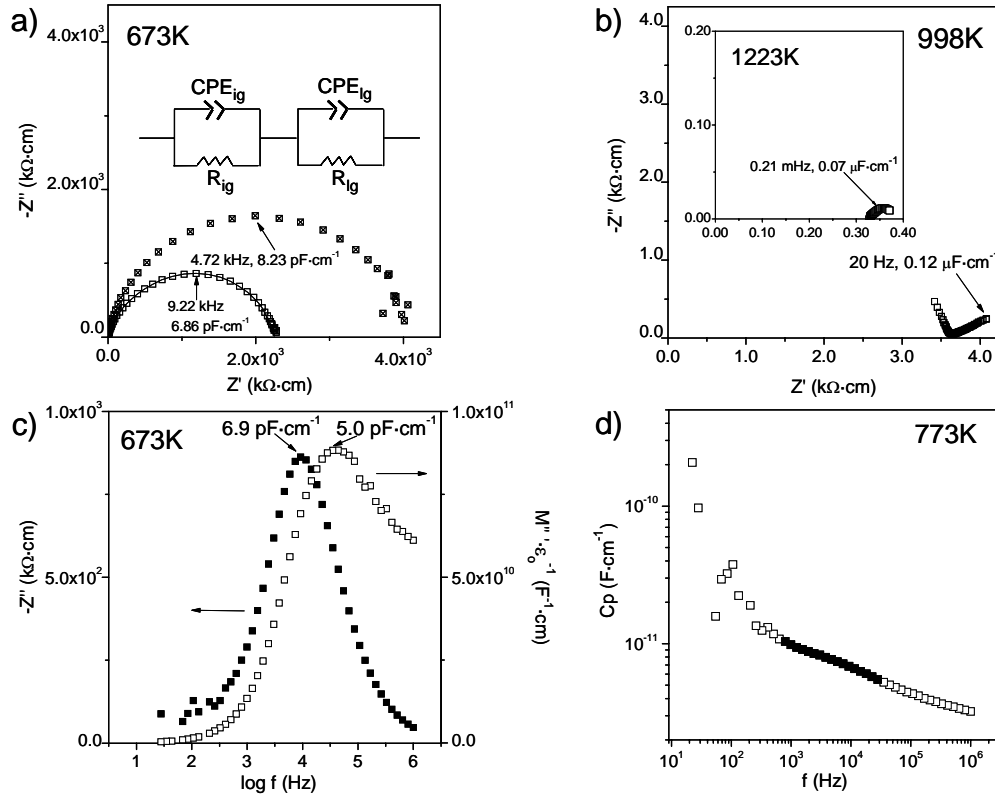 a)
673K
4.0x10³
2.0x10³
0.0
-Z'' (kΩ·cm)
CPE_ig
CPE_lg
R_ig
R_lg
4.72 kHz, 8.23 pF·cm⁻¹
9.22 kHz
6.86 pF·cm⁻¹
0.0
2.0x10³
4.0x10³
Z' (kΩ·cm)
b)
998K
4.0
3.0
2.0
1.0
0.0
-Z'' (kΩ·cm)
0.20
0.10
0.00
1223K
0.21 mHz, 0.07 μF·cm⁻¹
0.00
0.10
0.20
0.30
0.40
20 Hz, 0.12 μF·cm⁻¹
0.0
1.0
2.0
3.0
4.0
Z' (kΩ·cm)
c)
673K
1.0x10³
5.0x10²
0.0
-Z'' (kΩ·cm)
6.9 pF·cm⁻¹
5.0 pF·cm⁻¹
1.0x10¹¹
5.0x10¹⁰
0.0
M''·ε₀⁻¹ (F⁻¹·cm)
1
2
3
4
5
6
log f (Hz)
d)
773K
10⁻¹⁰
10⁻¹¹
Cp (F·cm⁻¹)
10¹
10²
10³
10⁴
10⁵
10⁶
f (Hz)